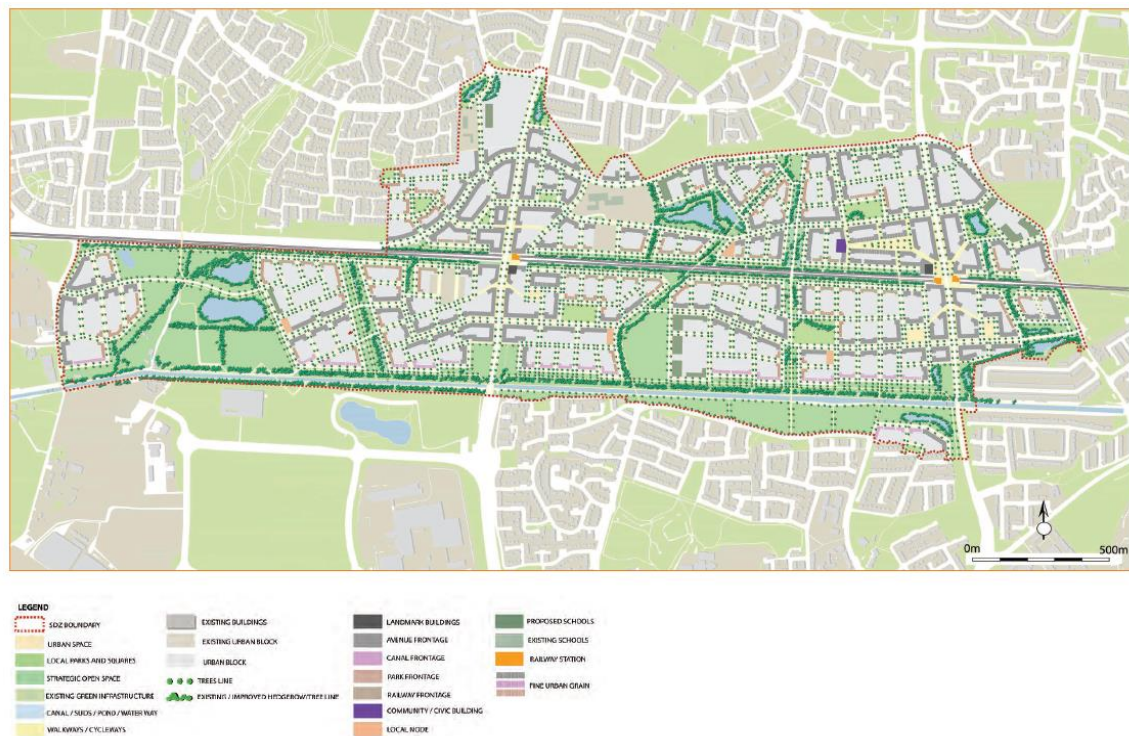 0m 500m
LEGEND
SDZ BOUNDARY
URBAN SPACE
LOCAL PARKS AND SQUARES
STRATEGIC OPEN SPACE
EXISTING GREEN INFRASTRUCTURE
CANAL / SUDS / POND / WATER WAY
WALKWAYS / CYCLEWAYS
EXISTING BUILDINGS
EXISTING URBAN BLOCK
URBAN BLOCK
TREES LINE
EXISTING / IMPROVED HEDGEROW/TREE LINE
LANDMARK BUILDINGS
AVENUE FRONTAGE
CANAL FRONTAGE
PARK FRONTAGE
RAILWAY FRONTAGE
COMMUNITY / CIVIC BUILDING
LOCAL NODE
PROPOSED SCHOOLS
EXISTING SCHOOLS
RAILWAY STATION
FINE URBAN GRAIN